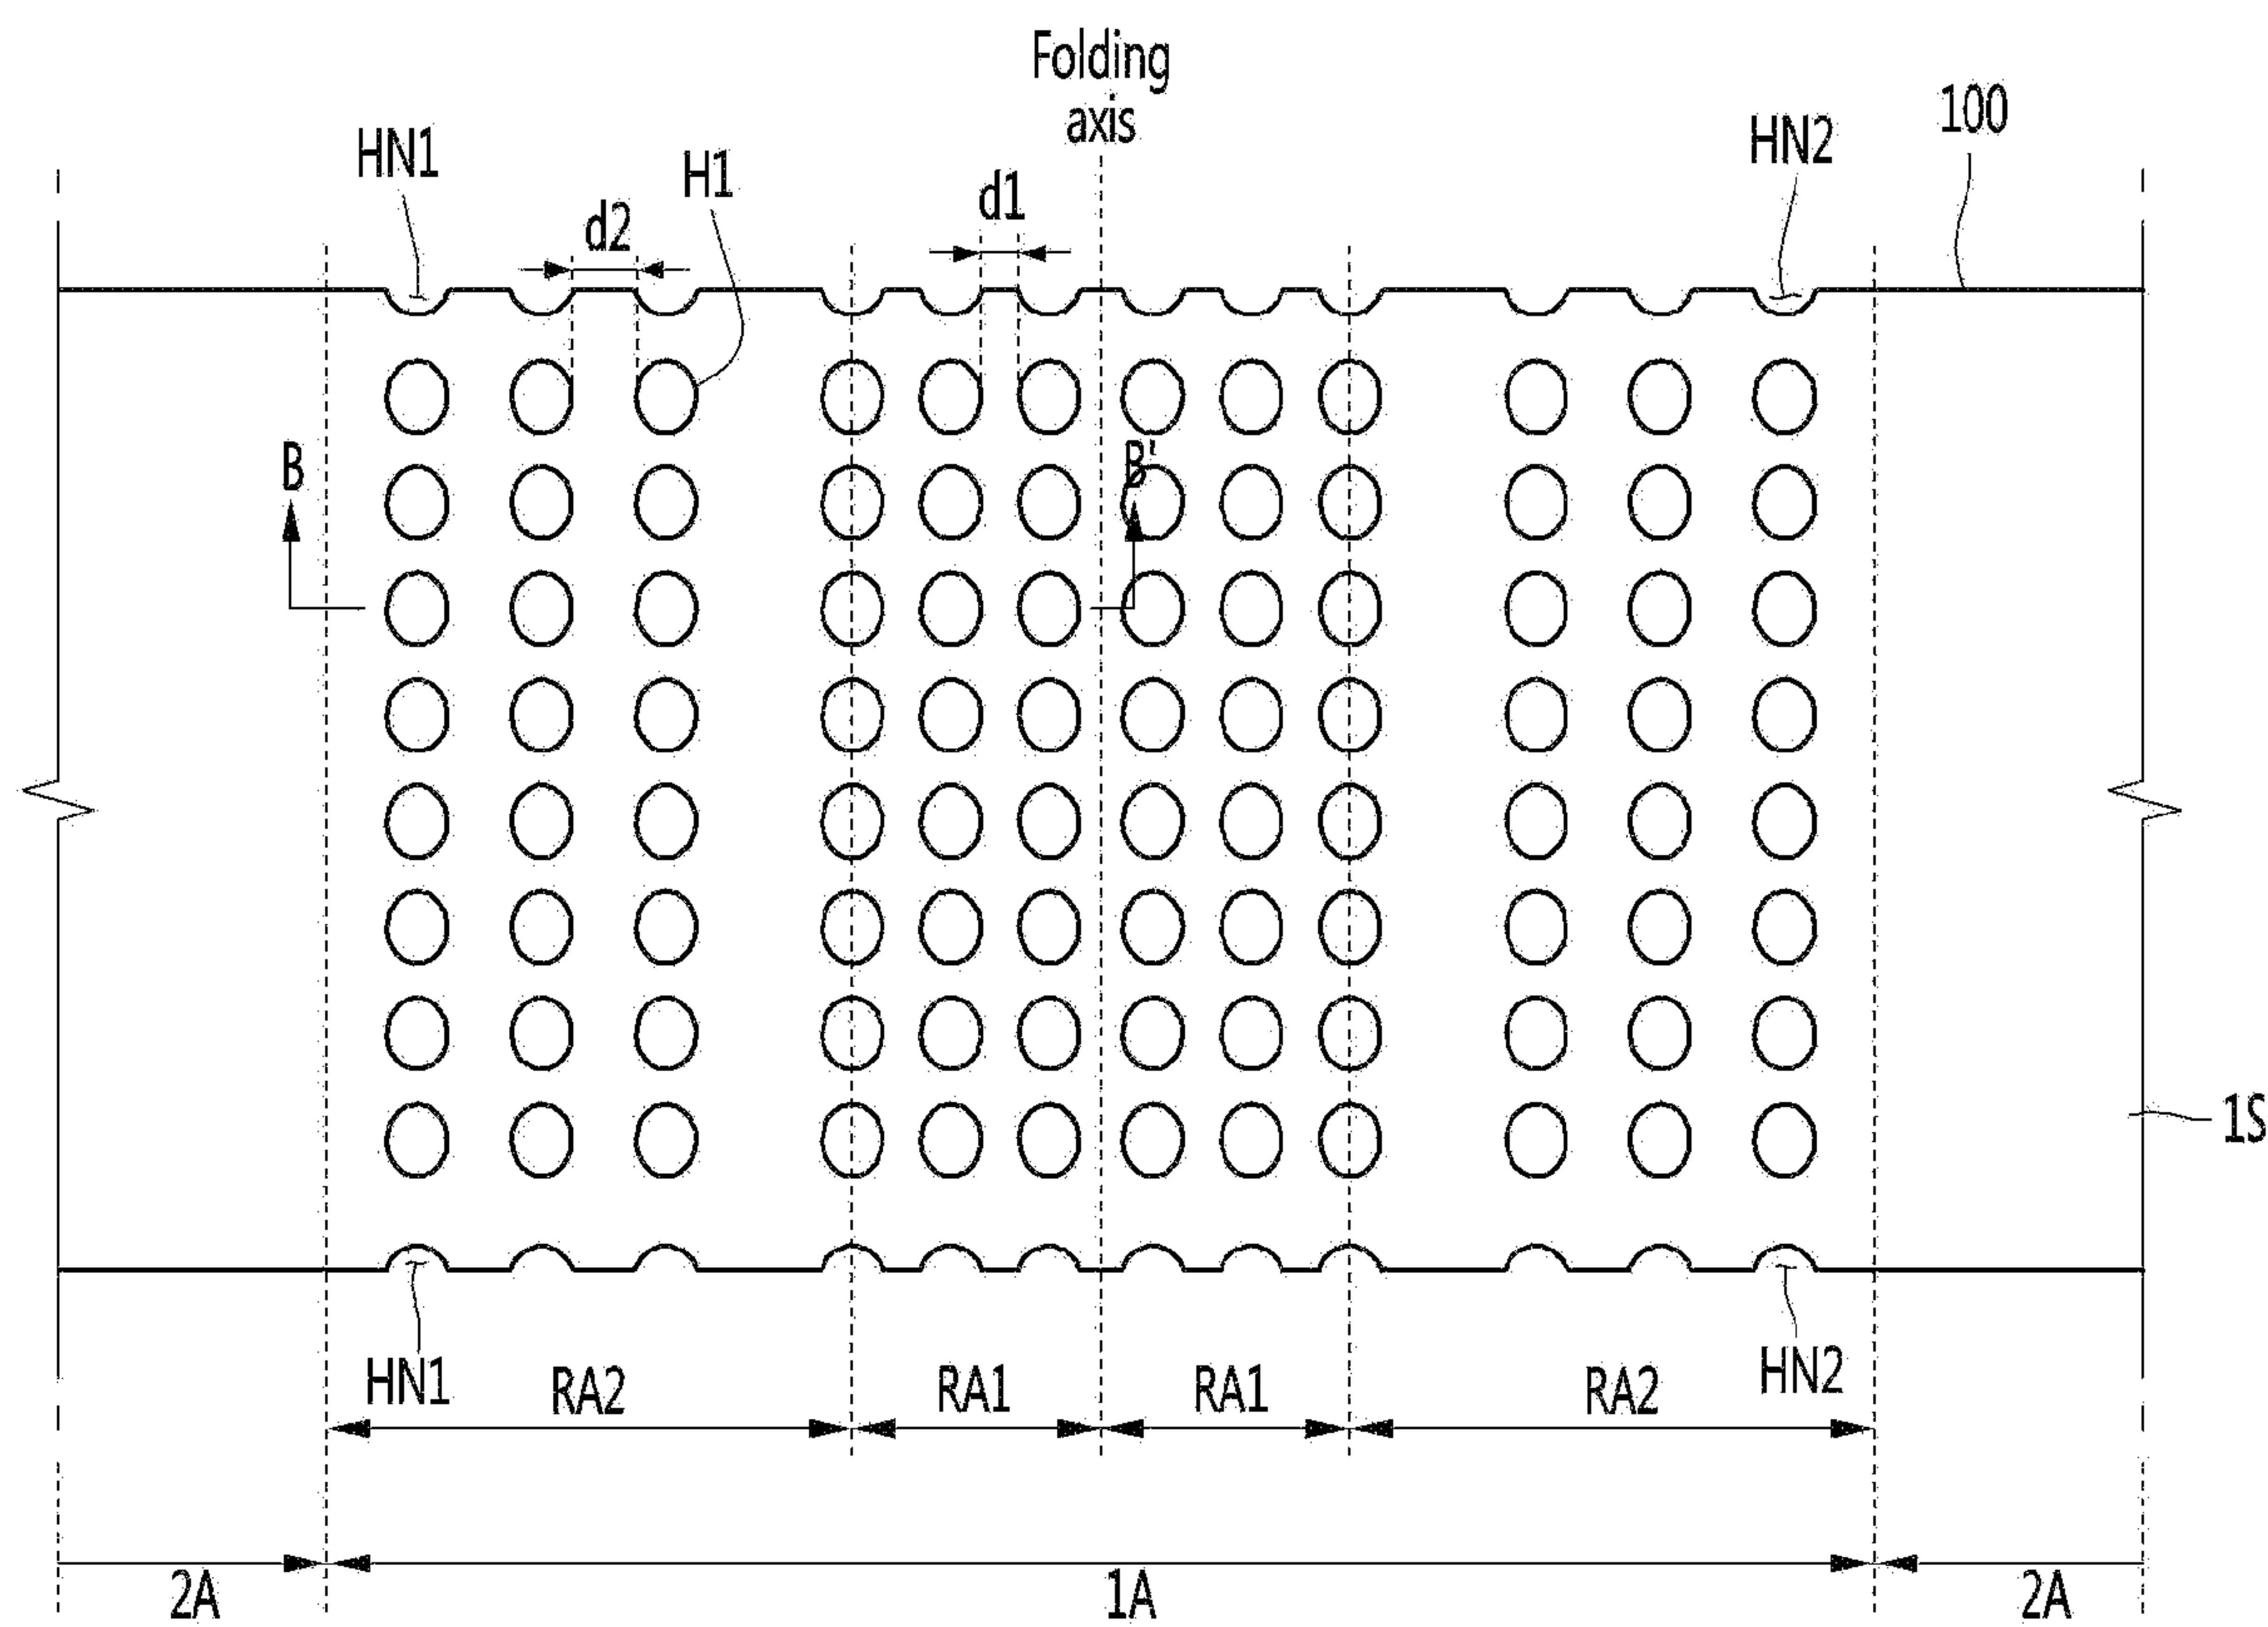 Folding
axis
HN1
H1
d2
d1
HN2
100
B
B'
1S
HN1
RA2
RA1
RA1
RA2
HN2
2A
1A
2A